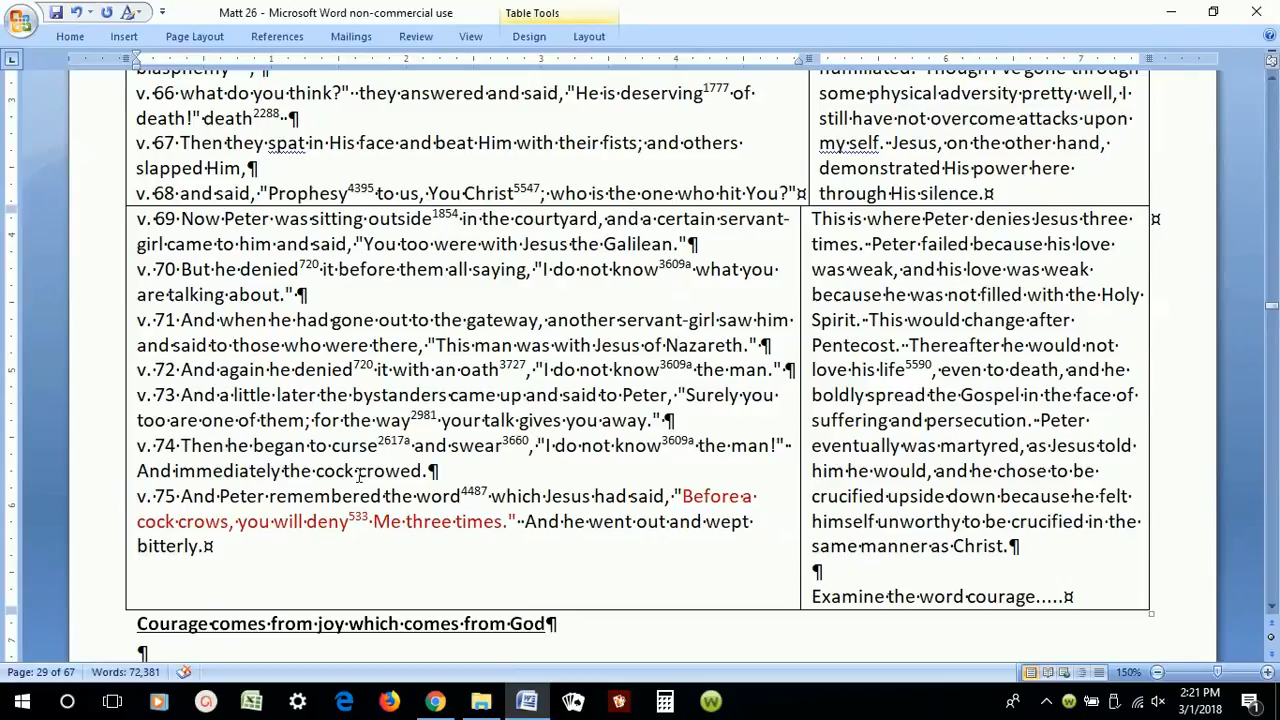 Matt 26 - Microsoft Word non-commercial use
Table Tools
Home Insert Page Layout References Mailings Review View Design Layout
v.66 what do you think?" they answered and said, "He is deserving1777 of
death!" death2288
v.67 Then they spat in His face and beat Him with their fists; and others
slapped Him,¶
v.68 and said, "Prophesy4395 to us, You Christ5547; who is the one who hit You?"¤
some physical adversity pretty well, I
still have not overcome attacks upon
my self. Jesus, on the other hand,
demonstrated His power here
through His silence.¤
v.69 Now Peter was sitting outside1854 in the courtyard, and a certain servant-
girl came to him and said, "You too were with Jesus the Galilean."¶
v.70 But he denied720 it before them all saying, "I do not know3609a what you
are talking about." ¶
v.71 And when he had gone out to the gateway, another servant-girl saw him
and said to those who were there, "This man was with Jesus of Nazareth." ¶
v.72 And again he denied720 it with an oath3727, "I do not know3609a the man." ¶
v.73 And a little later the bystanders came up and said to Peter, "Surely you
too are one of them; for the way2981 your talk gives you away." ¶
v.74 Then he began to curse2617a and swear3660, "I do not know3609a the man!"
And immediately the cock crowed.¶
v.75 And Peter remembered the word4487 which Jesus had said, "Before a
cock crows, you will deny533 Me three times." And he went out and wept
bitterly.¤
This is where Peter denies Jesus three
times. Peter failed because his love
was weak, and his love was weak
because he was not filled with the Holy
Spirit. This would change after
Pentecost. Thereafter he would not
love his life5590, even to death, and he
boldly spread the Gospel in the face of
suffering and persecution. Peter
eventually was martyred, as Jesus told
him he would, and he chose to be
crucified upside down because he felt
himself unworthy to be crucified in the
same manner as Christ.¶
¶
Examine the word courage.....¤
Courage comes from joy which comes from God¶
¶
Page: 29 of 67 Words: 72,381 150%
2:21 PM
3/1/2018